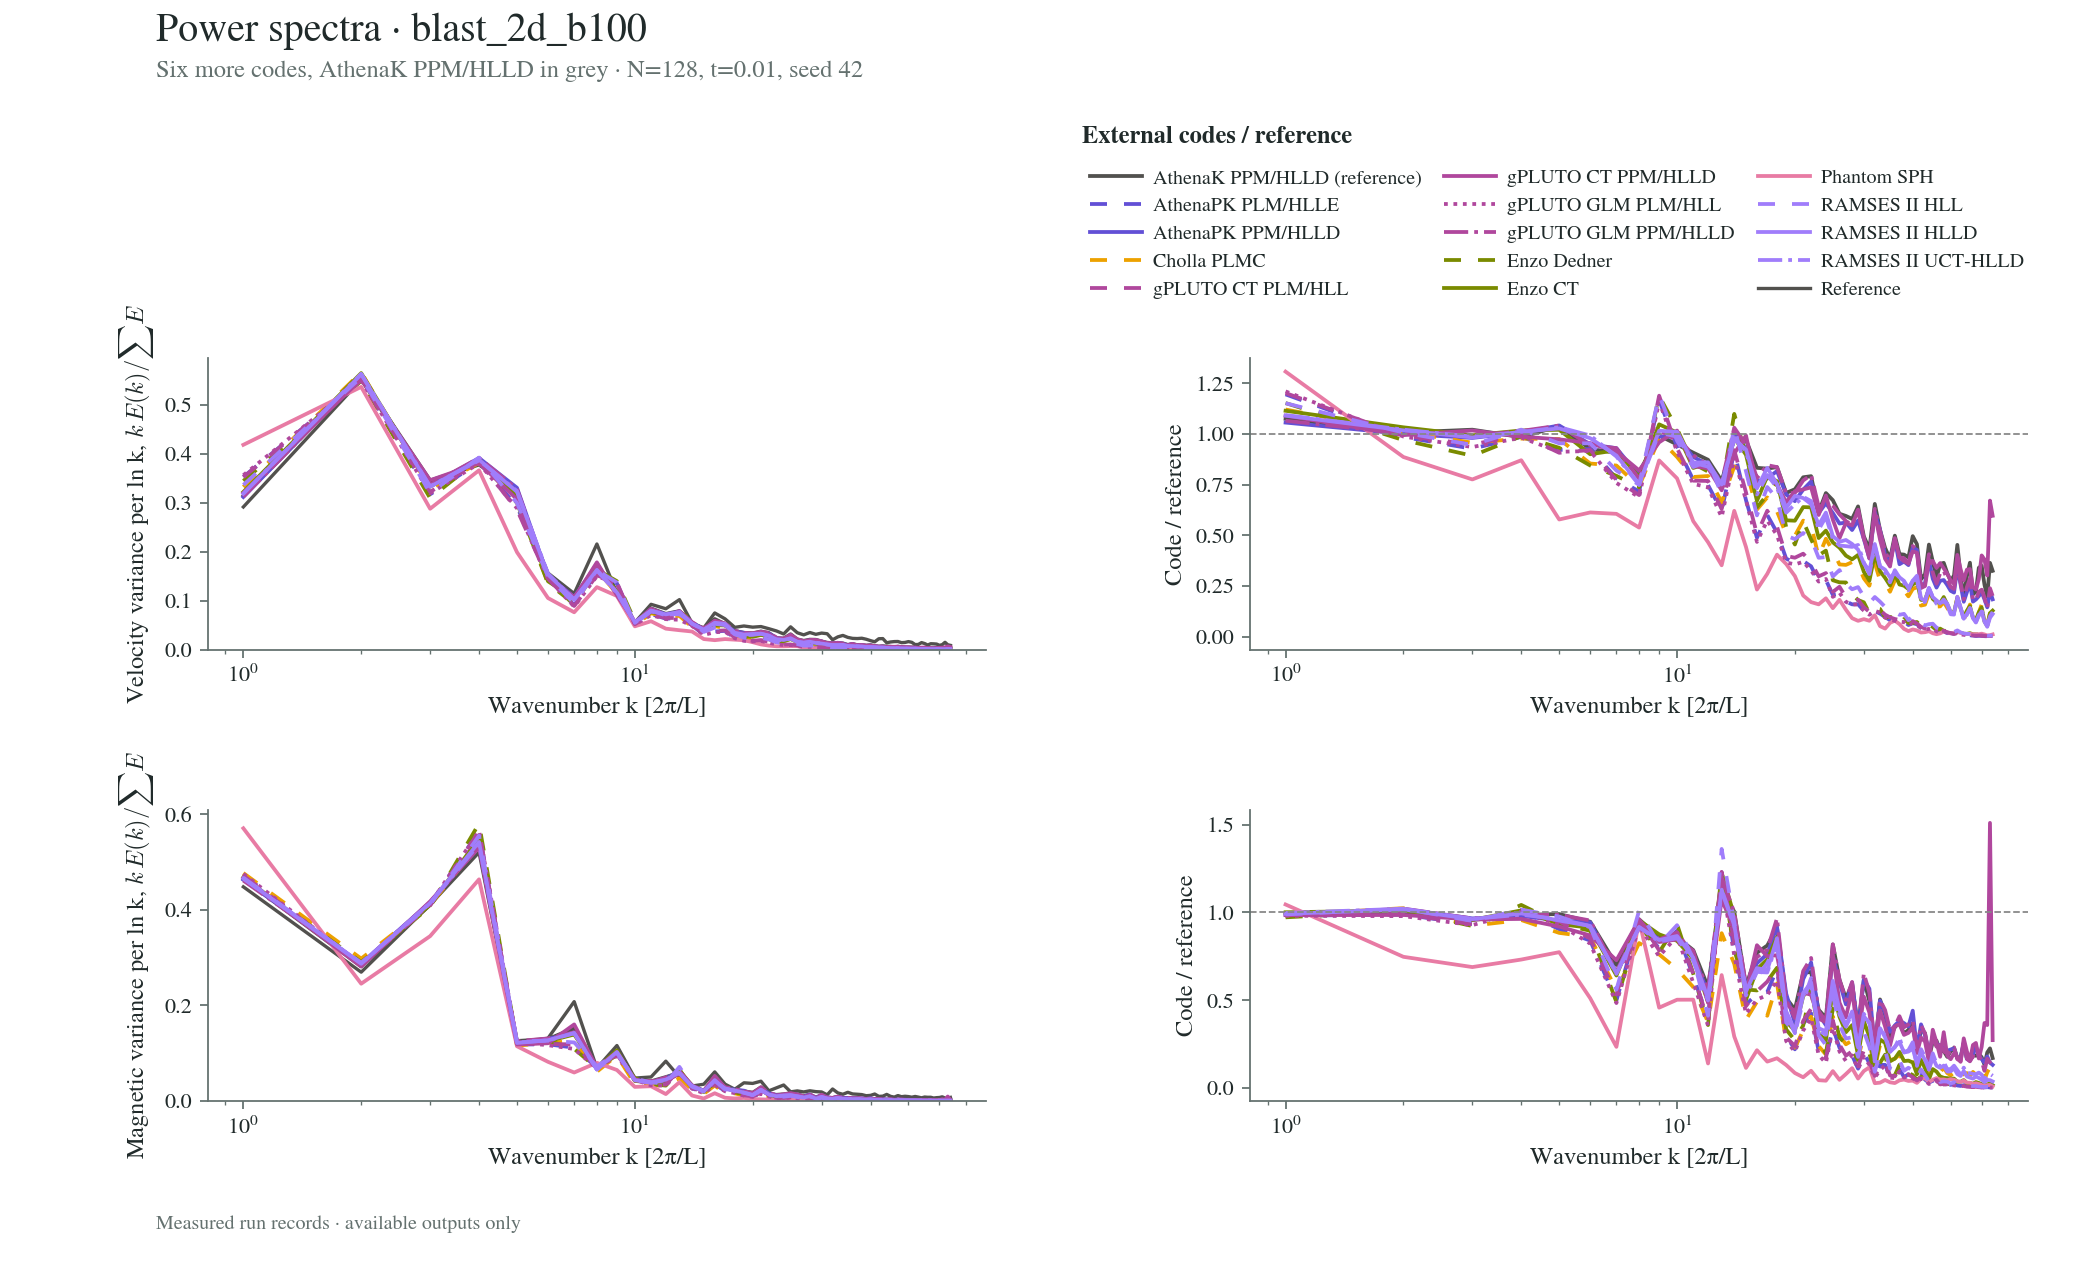 Power spectra · blast_2d_b100
Six more codes, AthenaK PPM/HLLD in grey · N=128, t=0.01, seed 42
External codes / reference
AthenaK PPM/HLLD (reference)
AthenaPK PLM/HLLE
AthenaPK PPM/HLLD
Cholla PLMC
gPLUTO CT PLM/HLL
gPLUTO CT PPM/HLLD
gPLUTO GLM PLM/HLL
gPLUTO GLM PPM/HLLD
Enzo Dedner
Enzo CT
Phantom SPH
RAMSES II HLL
RAMSES II HLLD
RAMSES II UCT-HLLD
Reference
Velocity variance per ln k, k E(k)/∑E
0.5
0.4
0.3
0.2
0.1
0.0
10⁰ 10¹
Wavenumber k [2π/L]
Code / reference
1.25
1.00
0.75
0.50
0.25
0.00
10⁰ 10¹
Wavenumber k [2π/L]
Magnetic variance per ln k, k E(k)/∑E
0.6
0.4
0.2
0.0
10⁰ 10¹
Wavenumber k [2π/L]
Code / reference
1.5
1.0
0.5
0.0
10⁰ 10¹
Wavenumber k [2π/L]
Measured run records · available outputs only